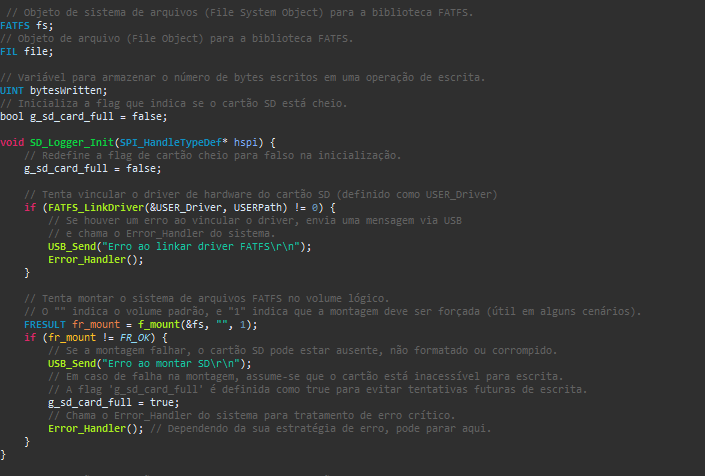 // Objeto de sistema de arquivos (File System Object) para a biblioteca FATFS.
FATFS fs;
// Objeto de arquivo (File Object) para a biblioteca FATFS.
FIL file;
// Variável para armazenar o número de bytes escritos em uma operação de escrita.
UINT bytesWritten;
// Inicializa a flag que indica se o cartão SD está cheio.
bool g_sd_card_full = false;
void SD_Logger_Init(SPI_HandleTypeDef* hspi) {
// Redefine a flag de cartão cheio para falso na inicialização.
g_sd_card_full = false;
// Tenta vincular o driver de hardware do cartão SD (definido como USER_Driver)
if (FATFS_LinkDriver(&USER_Driver, USERPath) != 0) {
// Se houver um erro ao vincular o driver, envia uma mensagem via USB
// e chama o Error_Handler do sistema.
USB_Send("Erro ao linkar driver FATFS\r\n");
Error_Handler();
}
// Tenta montar o sistema de arquivos FATFS no volume lógico.
// O "" indica o volume padrão, e "1" indica que a montagem deve ser forçada (útil em alguns cenários).
FRESULT fr_mount = f_mount(&fs, "", 1);
if (fr_mount != FR_OK) {
// Se a montagem falhar, o cartão SD pode estar ausente, não formatado ou corrompido.
USB_Send("Erro ao montar SD\r\n");
// Em caso de falha na montagem, assume-se que o cartão está inacessível para escrita.
// A flag 'g_sd_card_full' é definida como true para evitar tentativas futuras de escrita.
g_sd_card_full = true;
// Chama o Error_Handler do sistema para tratamento de erro crítico.
Error_Handler(); // Dependendo da sua estratégia de erro, pode parar aqui.
}
}